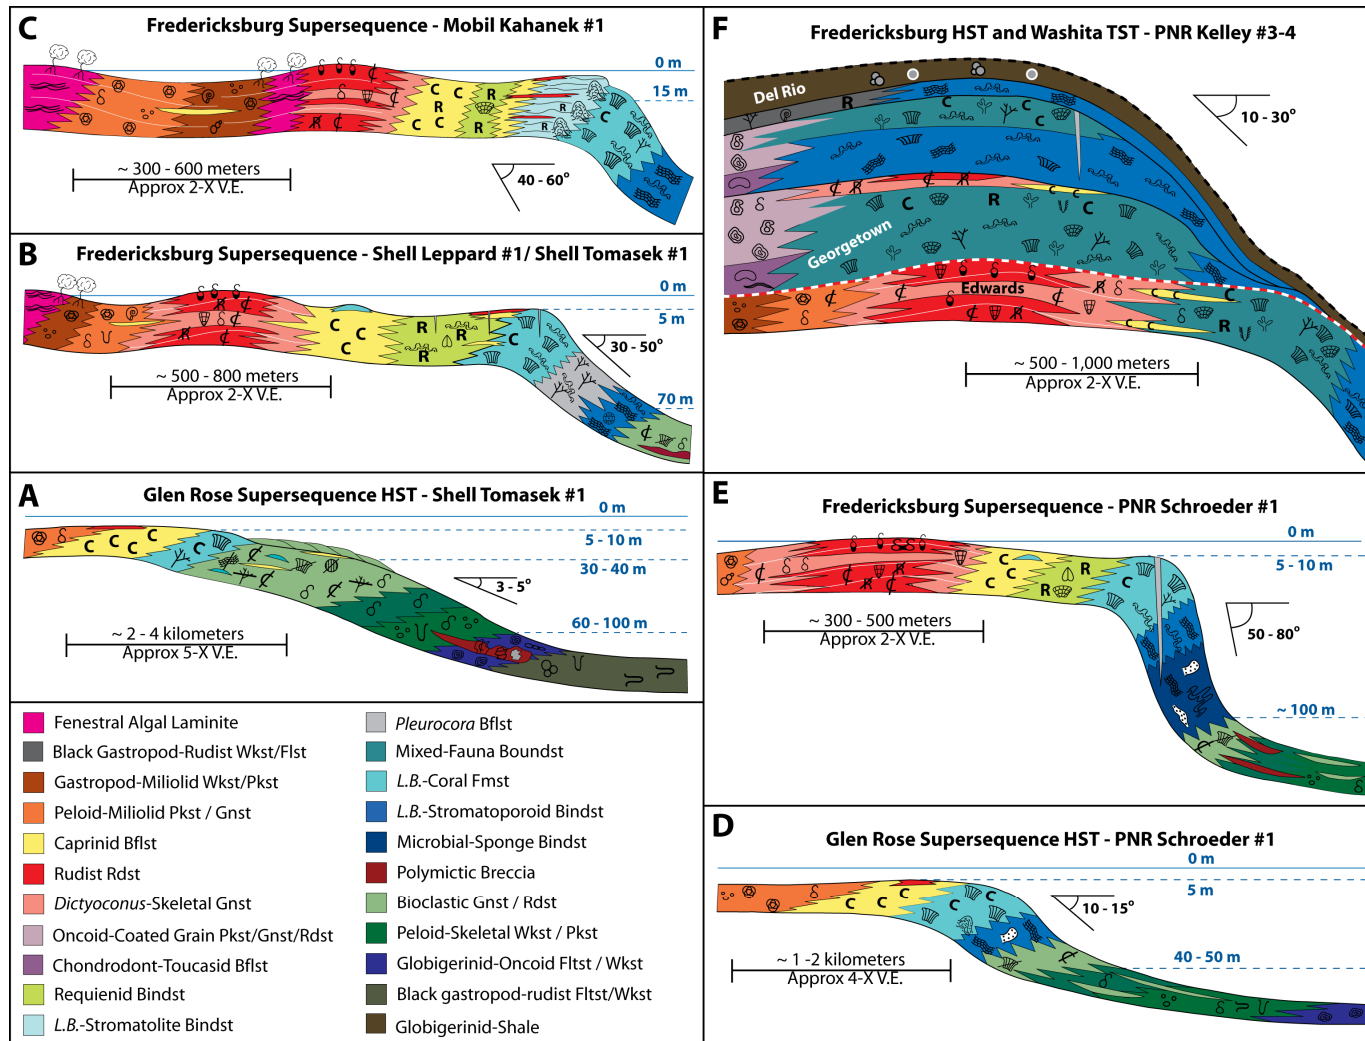 C
Fredericksburg Supersequence - Mobil Kahanek #1
0 m
15 m
C C C
R
C C
R
R
R
R
R
C
~ 300 - 600 meters
Approx 2-X V.E.
40 - 60°
B
Fredericksburg Supersequence - Shell Leppard #1/ Shell Tomasek #1
0 m
5 m
C C
C
R R
R
C
30 - 50°
~ 500 - 800 meters
Approx 2-X V.E.
70 m
A
Glen Rose Supersequence HST - Shell Tomasek #1
0 m
5 - 10 m
30 - 40 m
C C C C
C
3 - 5°
60 - 100 m
~ 2 - 4 kilometers
Approx 5-X V.E.
Fenestral Algal Laminite
Black Gastropod-Rudist Wkst/Flst
Gastropod-Miliolid Wkst/Pkst
Peloid-Miliolid Pkst / Gnst
Caprinid Bflst
Rudist Rdst
Dictyoconus-Skeletal Gnst
Oncoid-Coated Grain Pkst/Gnst/Rdst
Chondrodont-Toucasid Bflst
Requienid Bindst
L.B.-Stromatolite Bindst
Pleurocora Bflst
Mixed-Fauna Boundst
L.B.-Coral Fmst
L.B.-Stromatoporoid Bindst
Microbial-Sponge Bindst
Polymictic Breccia
Bioclastic Gnst / Rdst
Peloid-Skeletal Wkst / Pkst
Globigerinid-Oncoid Fltst / Wkst
Black gastropod-rudist Fltst/Wkst
Globigerinid-Shale
F
Fredericksburg HST and Washita TST - PNR Kelley #3-4
Del Rio
R
C
C
10 - 30°
C C
C
R
C
Georgetown
Edwards
C C
C C
C
R
~ 500 - 1,000 meters
Approx 2-X V.E.
E
Fredericksburg Supersequence - PNR Schroeder #1
0 m
5 - 10 m
C
C C
R
R
C
~ 300 - 500 meters
Approx 2-X V.E.
50 - 80°
~ 100 m
D
Glen Rose Supersequence HST - PNR Schroeder #1
0 m
5 m
C
C C
C C
C
10 - 15°
40 - 50 m
~ 1 -2 kilometers
Approx 4-X V.E.